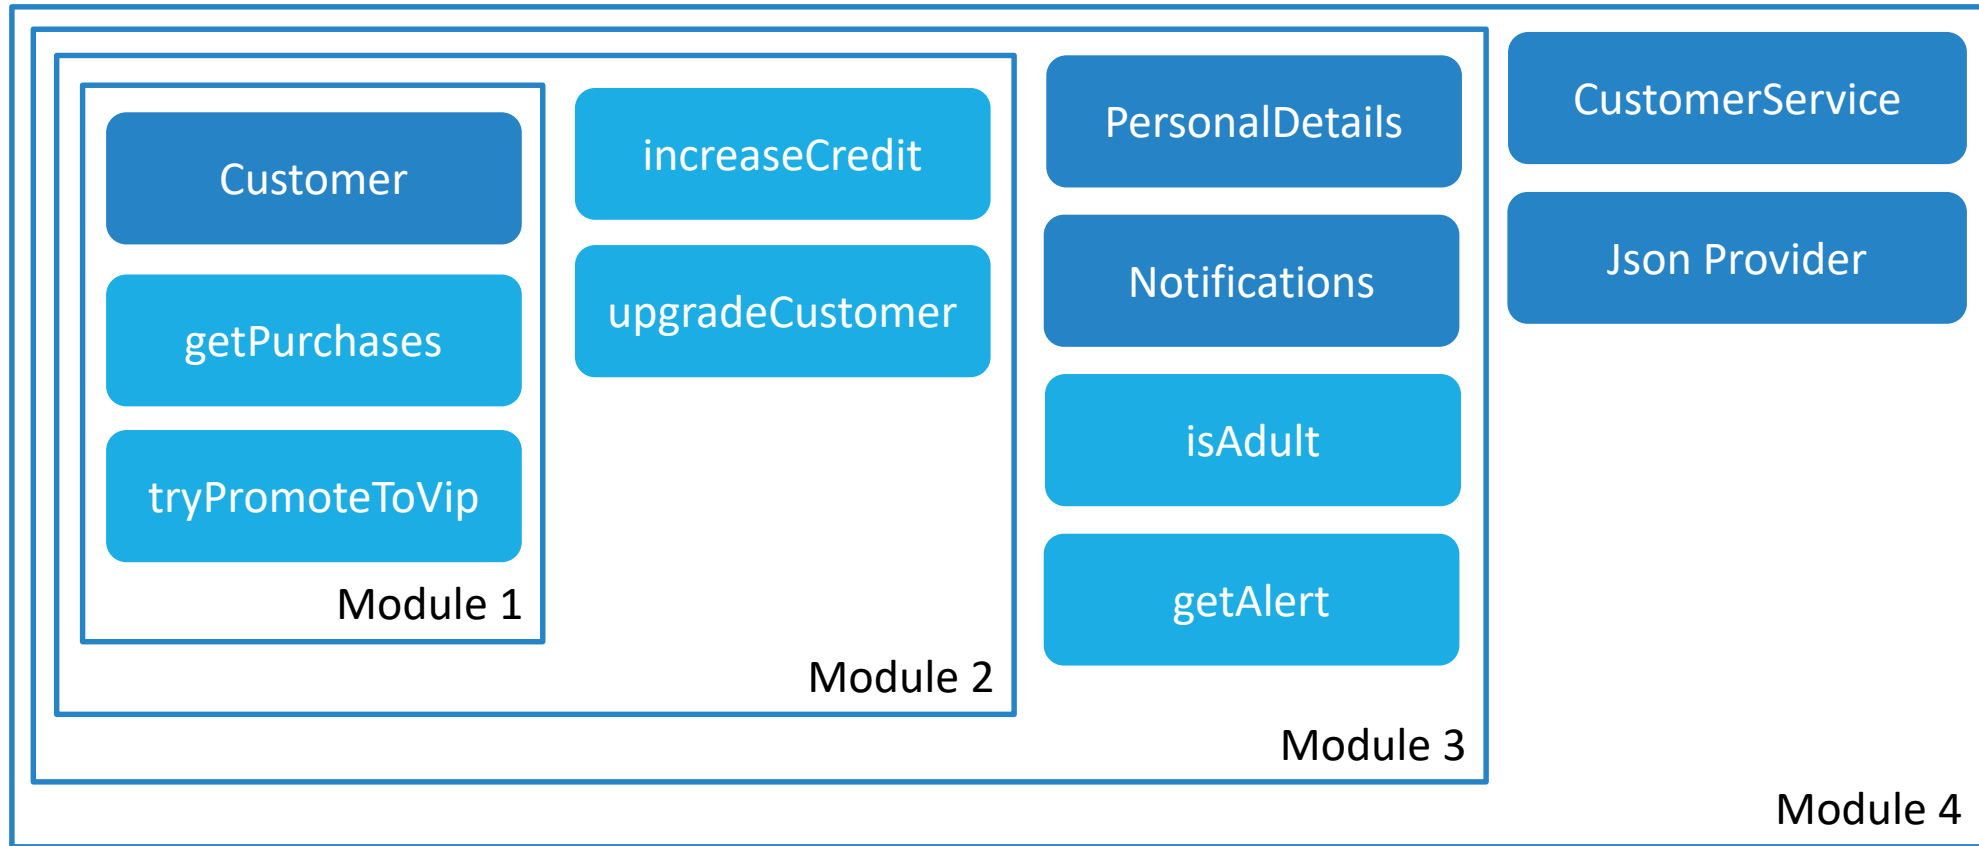 Customer
getPurchases
tryPromoteToVip
Module 1
increaseCredit
upgradeCustomer
Module 2
PersonalDetails
Notifications
isAdult
getAlert
Module 3
CustomerService
Json Provider
Module 4